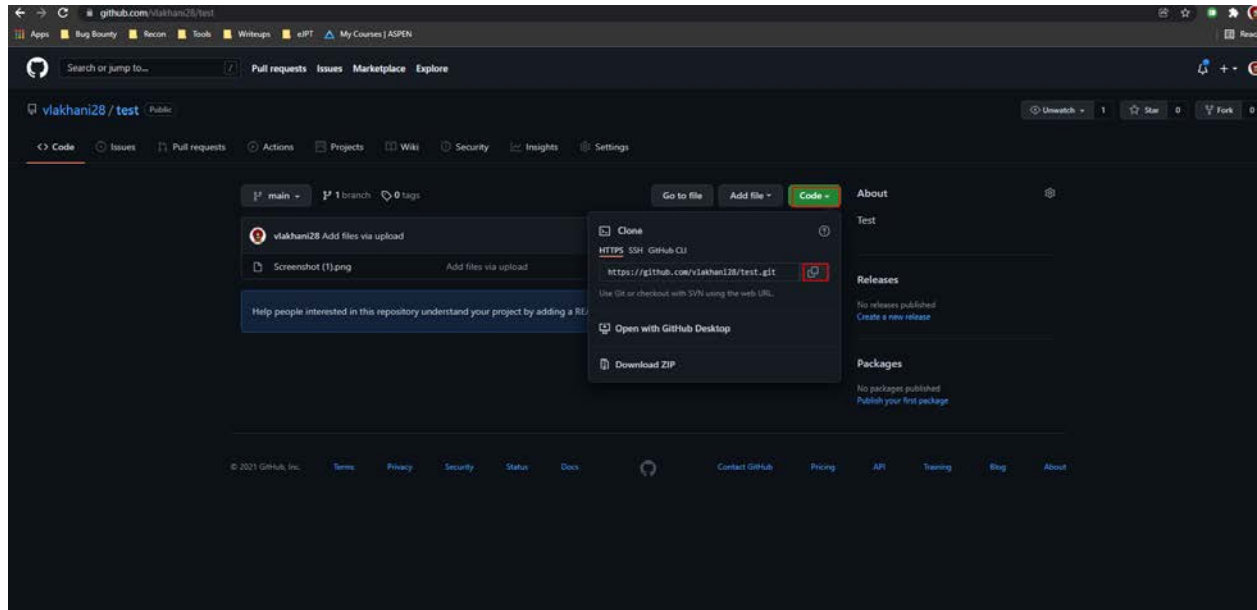 github.com/vlakhani28/test
Apps Bug Bounty Recon Tools Writeups eJPT My Courses | ASPEN
Search or jump to... / Pull requests Issues Marketplace Explore
vlakhani28 / test Public Unwatch 1 Star 0 Fork 0
Code Issues Pull requests Actions Projects Wiki Security Insights Settings
main 1 branch 0 tags Go to file Add file Code About
Test
vlakhani28 Add files via upload Clone
HTTPS SSH GitHub CLI
Screenshot (1).png Add files via upload https://github.com/vlakhani28/test.git
Use Git or checkout with SVN using the web URL.
Releases
No releases published
Create a new release
Help people interested in this repository understand your project by adding a
Open with GitHub Desktop
Download ZIP
Packages
No packages published
Publish your first package
© 2021 GitHub, Inc. Terms Privacy Security Status Docs Contact GitHub Pricing API Training Blog About